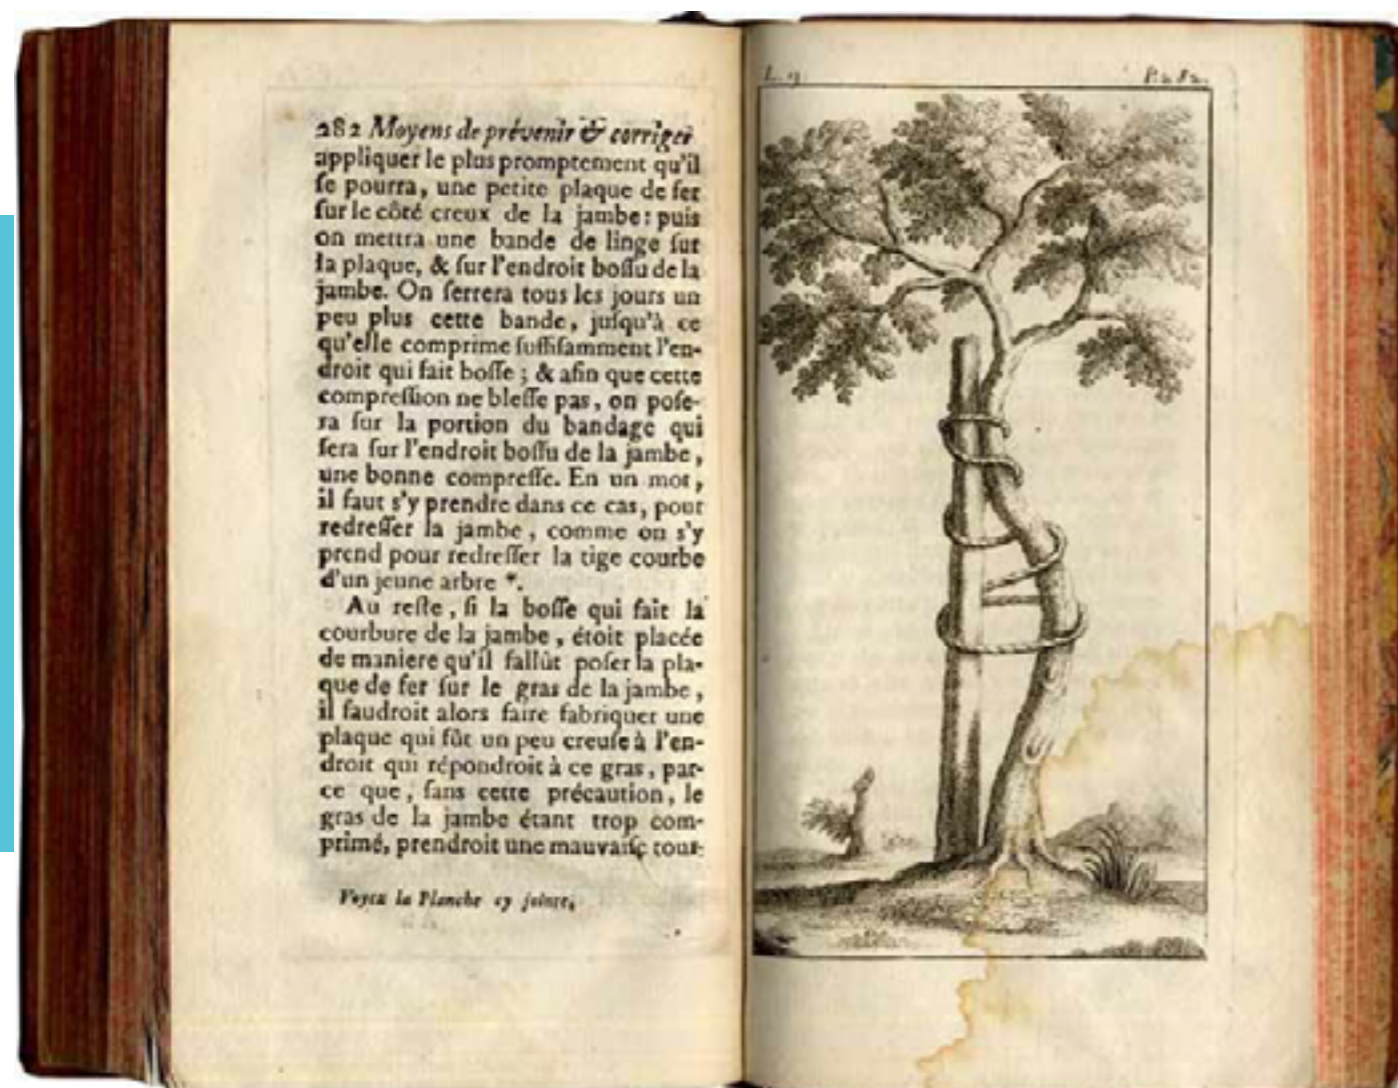 282 Moyens de prévenir & corriger
appliquer le plus promptement qu'il
ſe pourra, une petite plaque de fer
ſur le côté creux de la jambe: puis
on mettra une bande de linge ſur
la plaque, & ſur l'endroit boſſu de la
jambe. On ſerrera tous les jours un
peu plus cette bande, juſqu'à ce
qu'elle comprime ſuffiſamment l'en-
droit qui fait boſſe; & afin que cette
compreſſion ne bleſſe pas, on poſe-
ra ſur la portion du bandage qui
ſera ſur l'endroit boſſu de la jambe,
une bonne compreſſe. En un mot,
il faut s'y prendre dans ce cas, pour
redreſſer la jambe, comme on s'y
prend pour redreſſer la tige courbe
d'un jeune arbre *.
Au reſte, ſi la boſſe qui fait la
courbure de la jambe, étoit placée
de maniere qu'il fallût poſer la pla-
que de fer ſur le gras de la jambe,
il faudroit alors faire fabriquer une
plaque qui fût un peu creuſe à l'en-
droit qui répondroit à ce gras, par-
ce que, ſans cette précaution, le
gras de la jambe étant trop com-
primé, prendroit une mauvaiſe tour-
Voyez la Planche cy jointe,
P. 282.